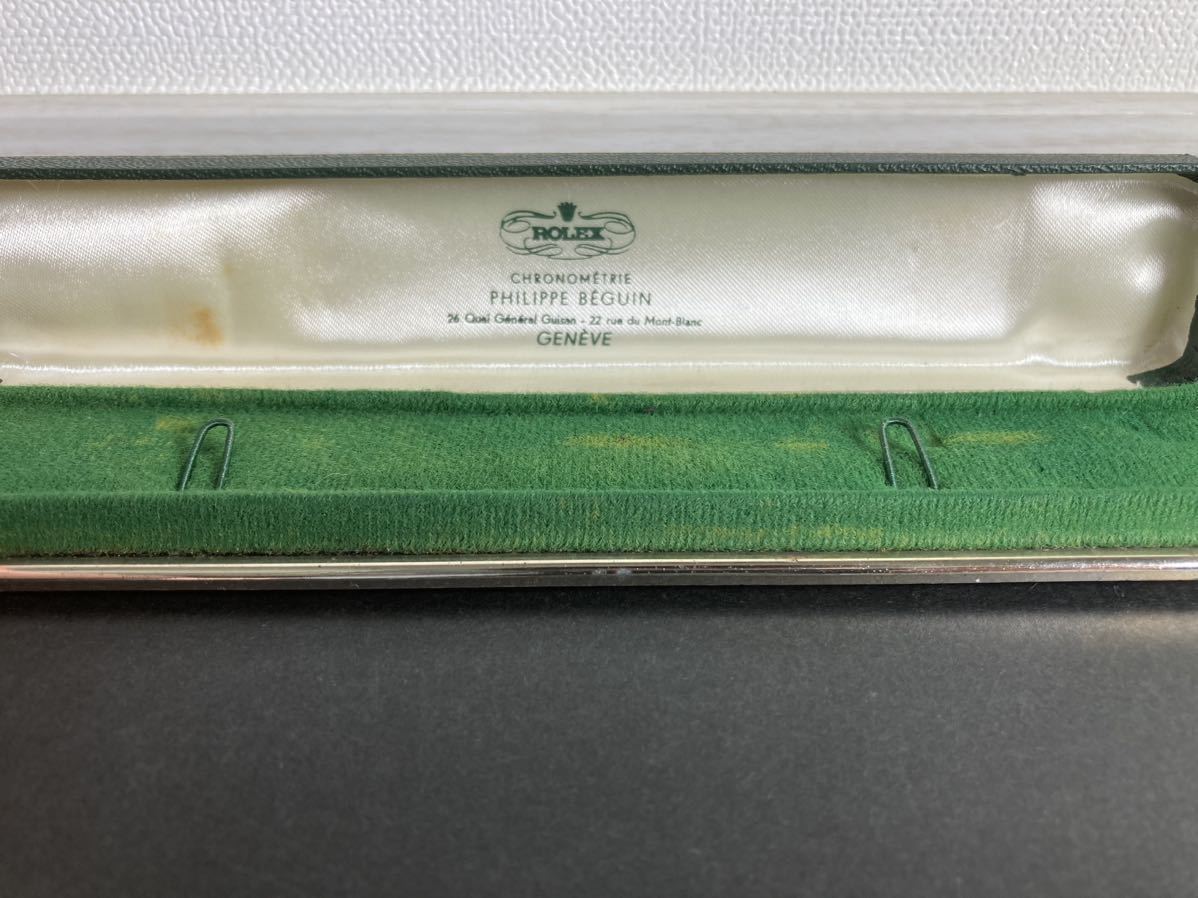 ROLEX
CHRONOMÉTRIE
PHILIPPE BÉGUIN
26 Quai Général Guisan - 22 rue du Mont-Blanc
GENÈVE